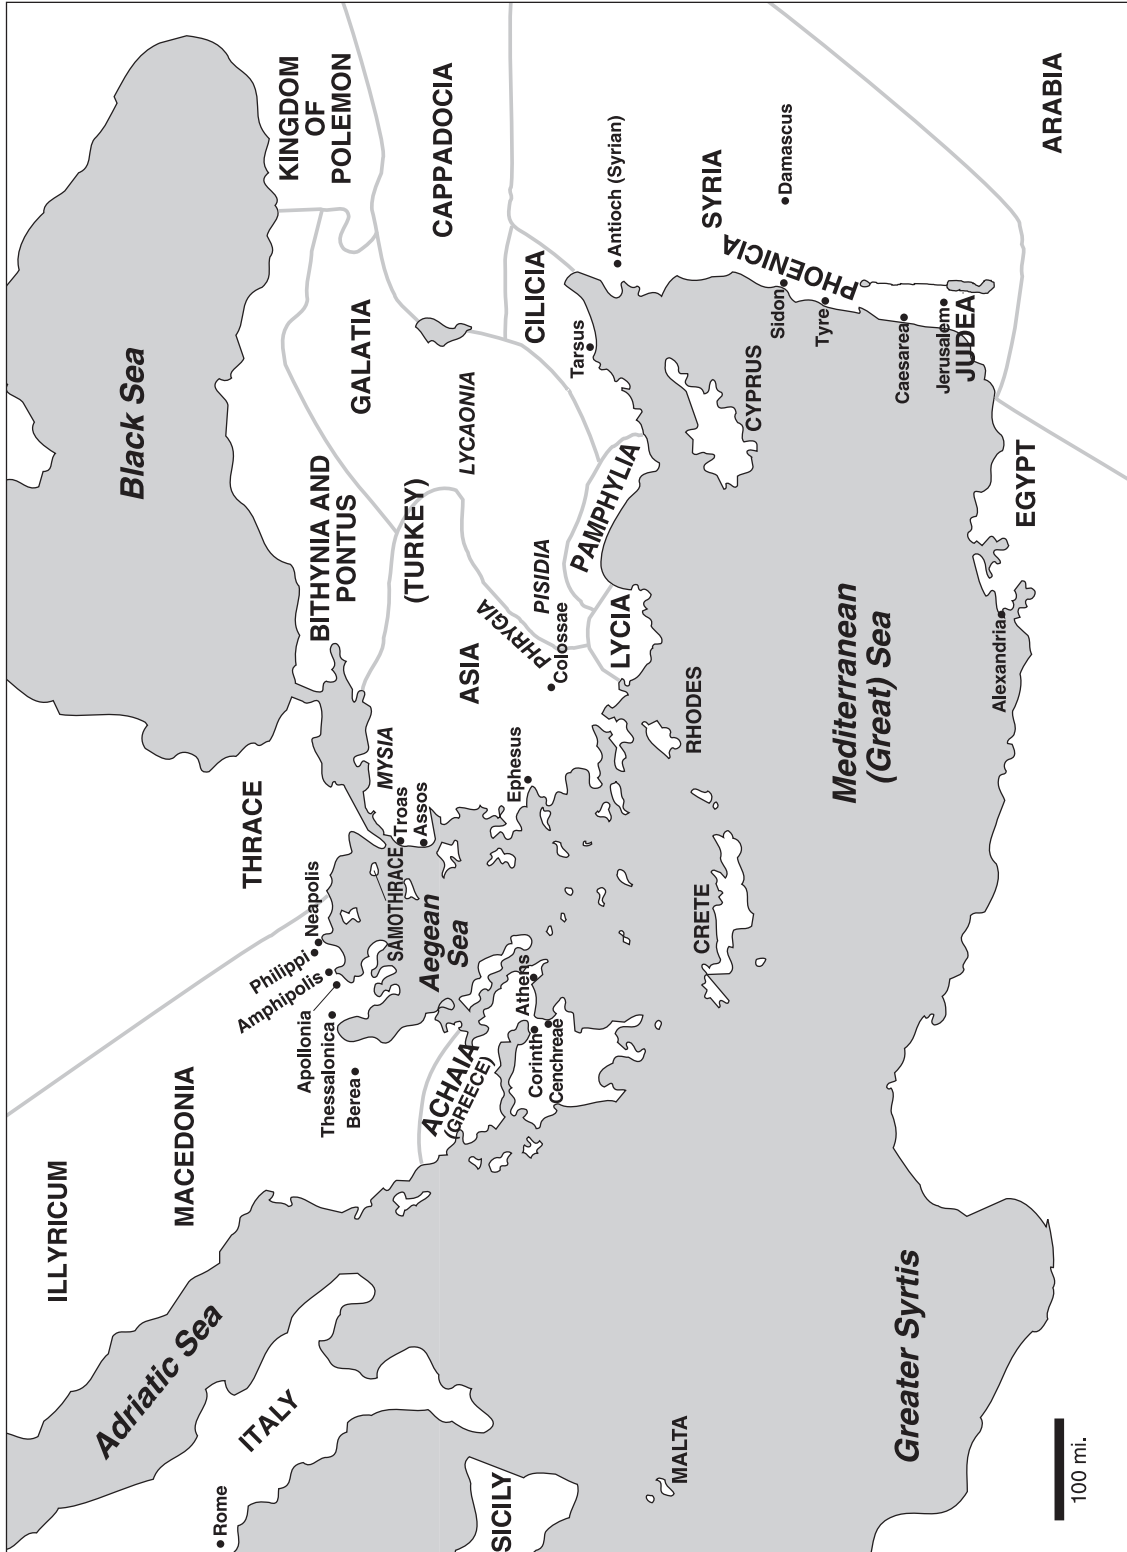 ILLYRICUM
Black Sea
THRACE
MACEDONIA
Adriatic Sea
ITALY
Rome
KINGDOM
OF
POLEMON
BITHYNIA AND
PONTUS
GALATIA
CAPPADOCIA
(TURKEY)
LYCAONIA
Neapolis
Philippi
Amphipolis
Apollonia
Thessalonica
Berea
SAMOTHRACE
MYSIA
Troas
Assos
Aegean
Sea
ASIA
PHRYGIA
PISIDIA
Colossae
Ephesus
ACHAIA
(GREECE)
Athens
Corinth
Cenchreae
CILICIA
Tarsus
PAMPHYLIA
LYCIA
Antioch (Syrian)
SYRIA
PHOENICIA
Damascus
Sidon
Tyre
CYPRUS
RHODES
CRETE
SICILY
MALTA
Mediterranean
(Great) Sea
Greater Syrtis
Caesarea
Jerusalem
JUDEA
ARABIA
EGYPT
Alexandria
100 mi.